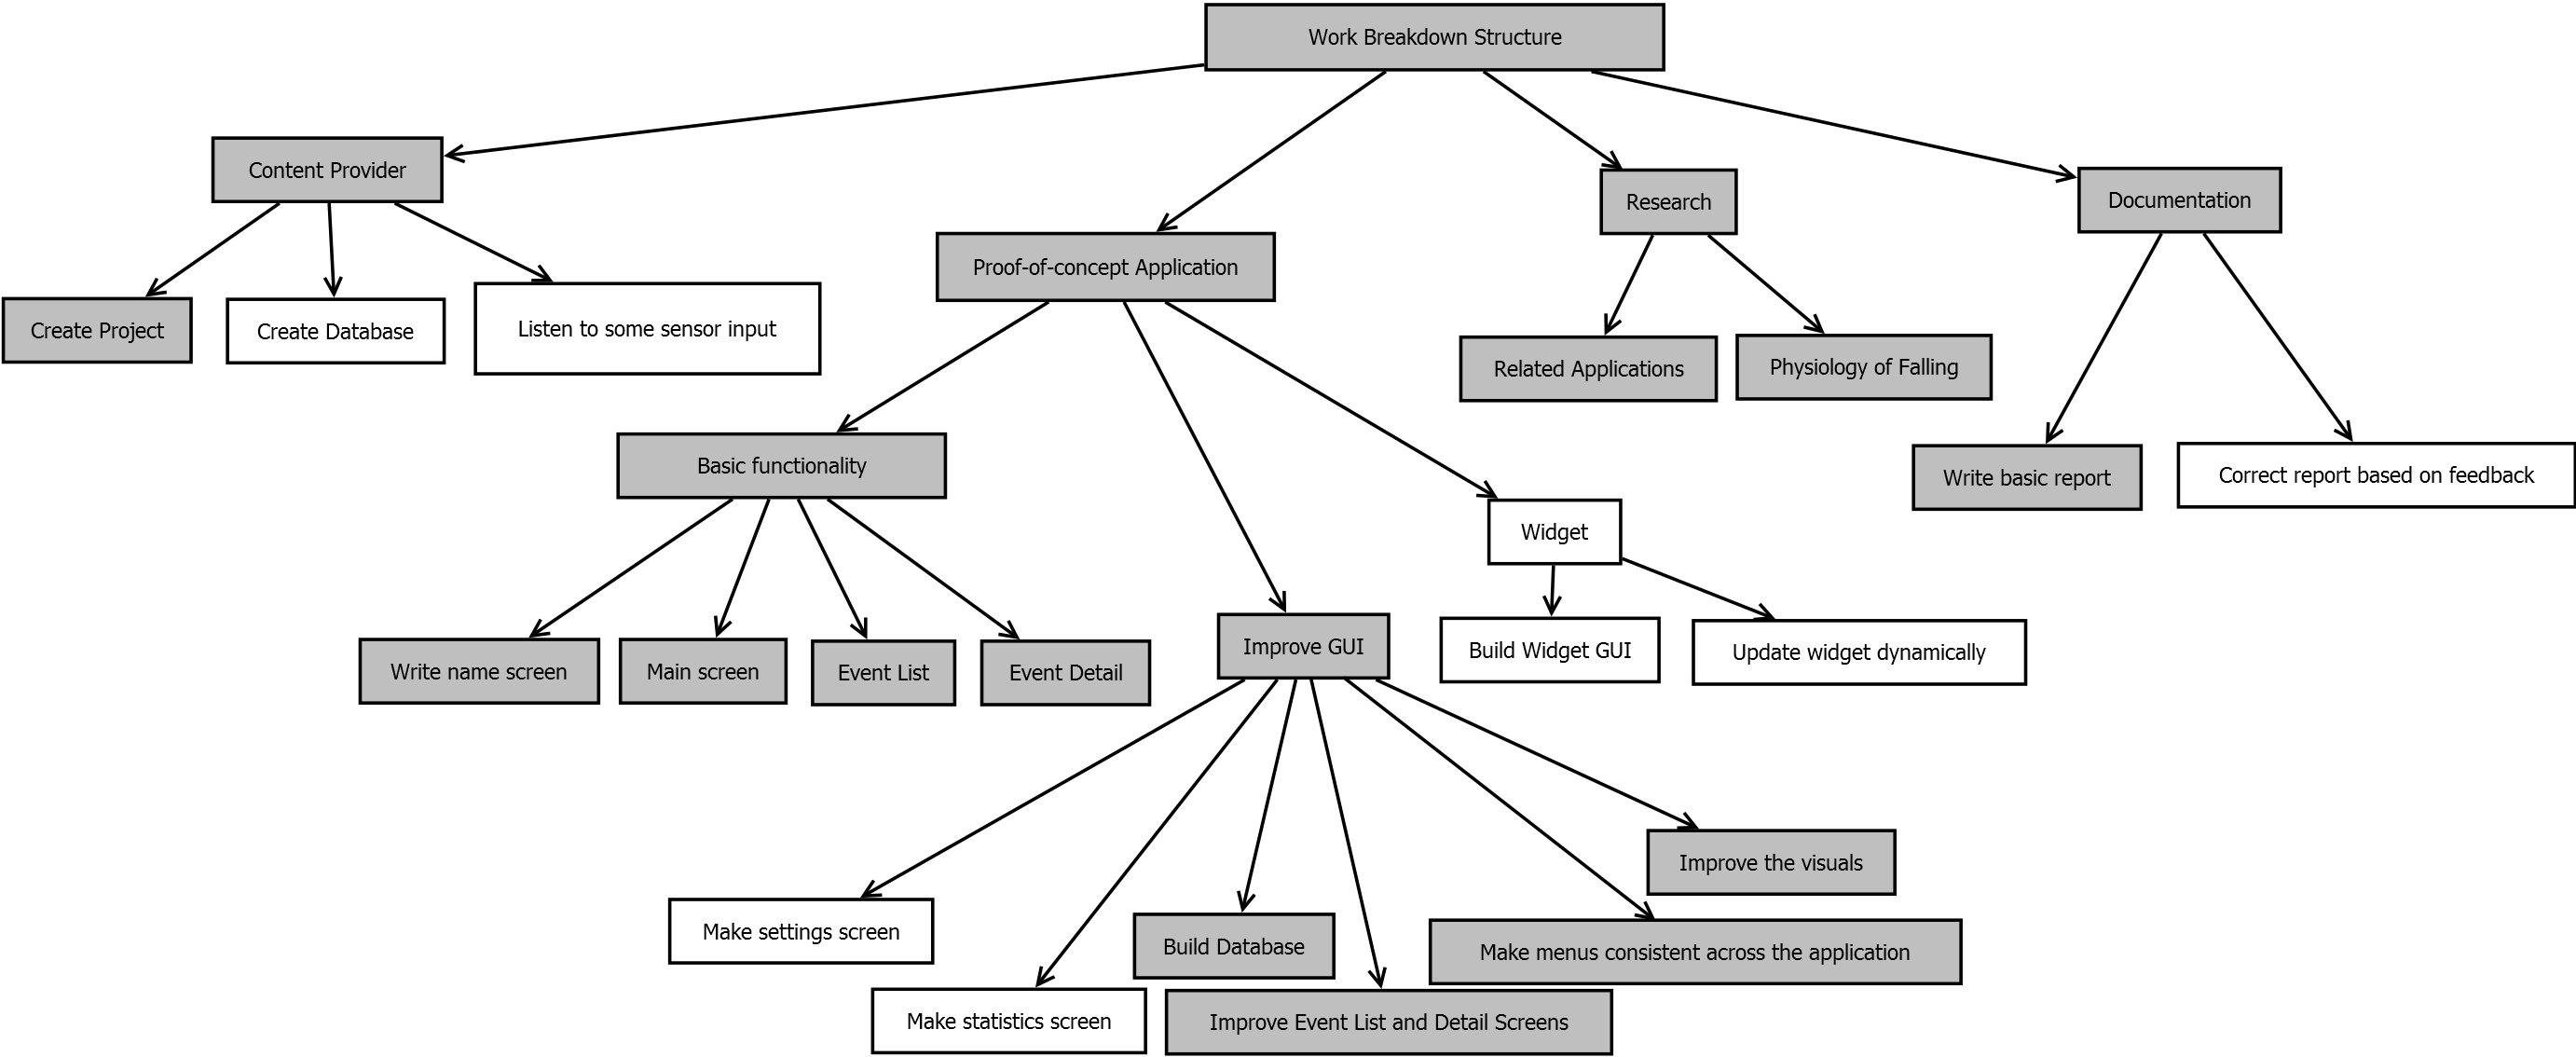 Work Breakdown Structure
Content Provider
Research
Documentation
Proof-of-concept Application
Create Project
Create Database
Listen to some sensor input
Related Applications
Physiology of Falling
Basic functionality
Write basic report
Correct report based on feedback
Widget
Write name screen
Main screen
Event List
Event Detail
Improve GUI
Build Widget GUI
Update widget dynamically
Improve the visuals
Make settings screen
Build Database
Make menus consistent across the application
Make statistics screen
Improve Event List and Detail Screens